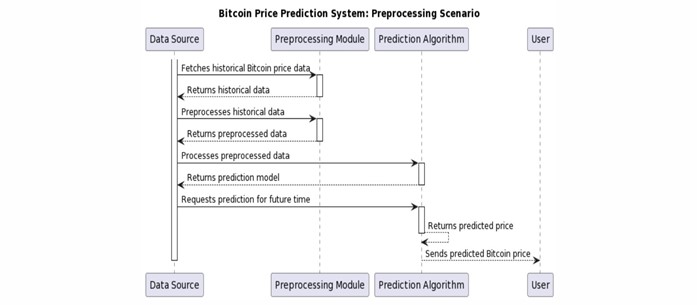 Bitcoin Price Prediction System: Preprocessing Scenario
Data Source
Preprocessing Module
Prediction Algorithm
User
Fetches historical Bitcoin price data
Returns historical data
Preprocesses historical data
Returns preprocessed data
Processes preprocessed data
Returns prediction model
Requests prediction for future time
Returns predicted price
Sends predicted Bitcoin price
Data Source
Preprocessing Module
Prediction Algorithm
User